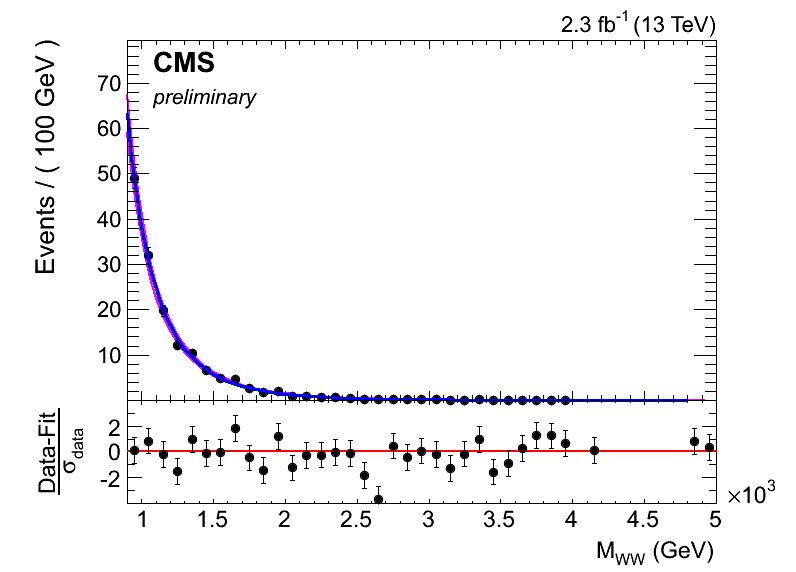 2.3 fb⁻¹ (13 TeV)
CMS
preliminary
Events / ( 100 GeV )
70
60
50
40
30
20
10
Data-Fit
σ_data
2
0
-2
×10³
1 1.5 2 2.5 3 3.5 4 4.5 5
M_WW (GeV)